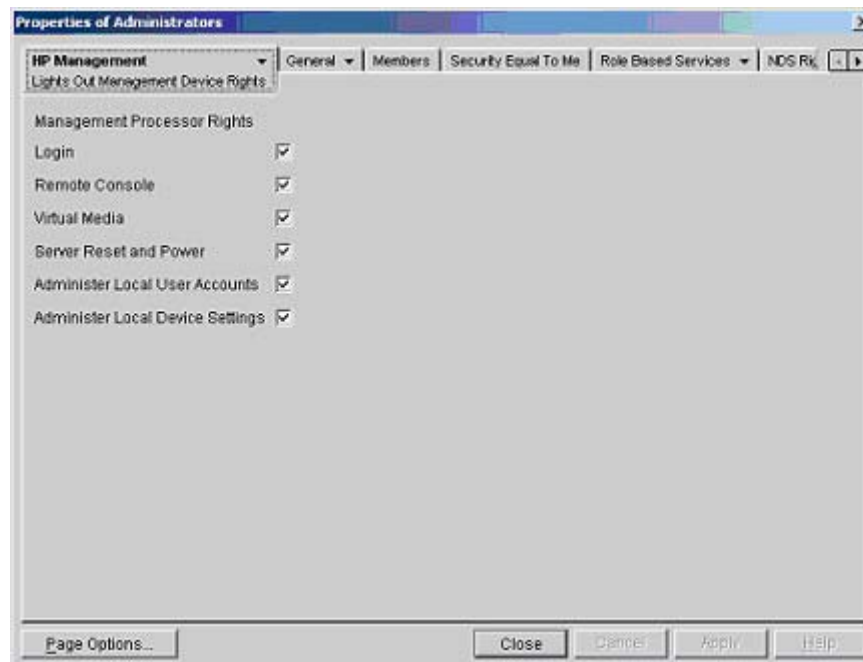 Properties of Administrators
HP Management General Members Security Equal To Me Role Based Services NDS
Lights Out Management Device Rights
Management Processor Rights
Login
Remote Console
Virtual Media
Server Reset and Power
Administer Local User Accounts
Administer Local Device Settings
Page Options... Close Cancel Apply Help